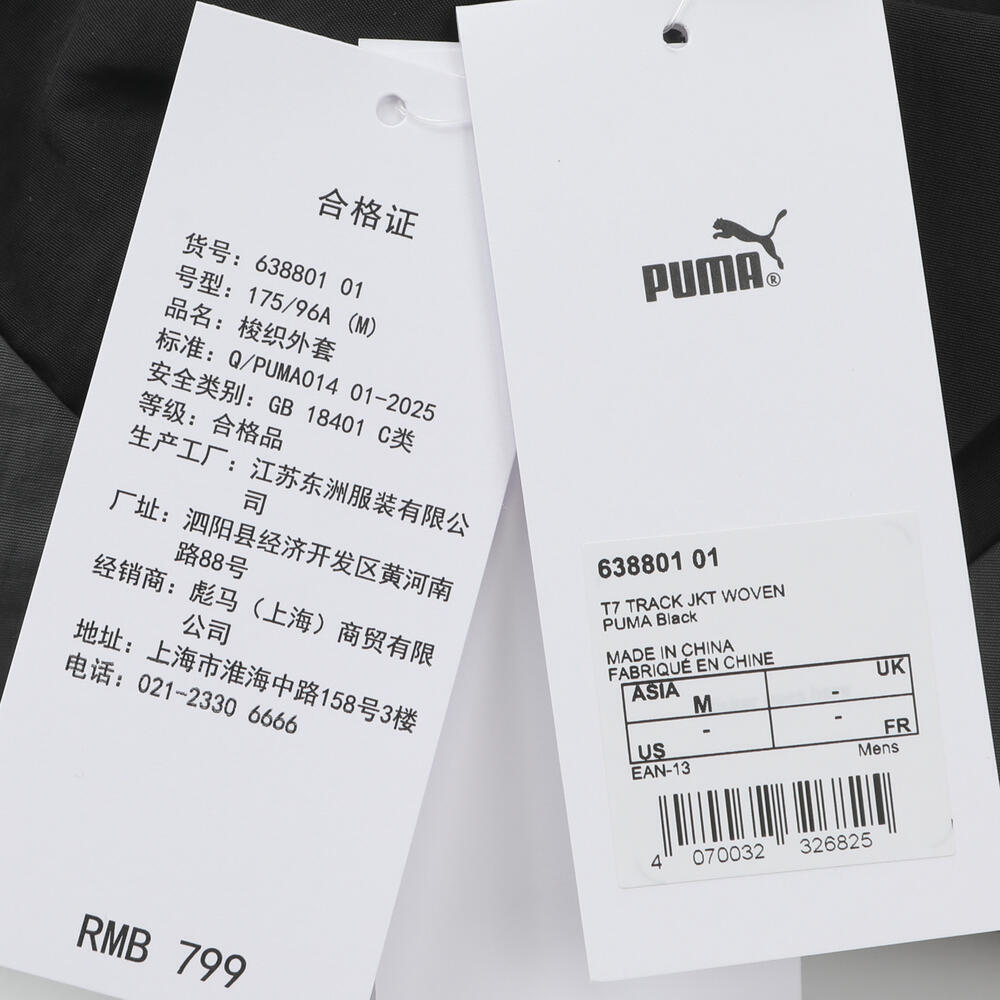 合格证
货号: 638801 01
号型: 175/96A (M)
品名: 梭织外套
标准: Q/PUMA014 01-2025
安全类别: GB 18401 C类
等级: 合格品
生产工厂: 江苏东洲服装有限公
司
厂址: 泗阳县经济开发区黄河南
路88号
经销商: 彪马（上海）商贸有限
公司
地址: 上海市淮海中路158号3楼
电话: 021-2330 6666
RMB 799
PUMA®
638801 01
T7 TRACK JKT WOVEN
PUMA Black
MADE IN CHINA
FABRIQUÉ EN CHINE
ASIA M - UK
US - - FR
EAN-13 Mens
4 070032 326825